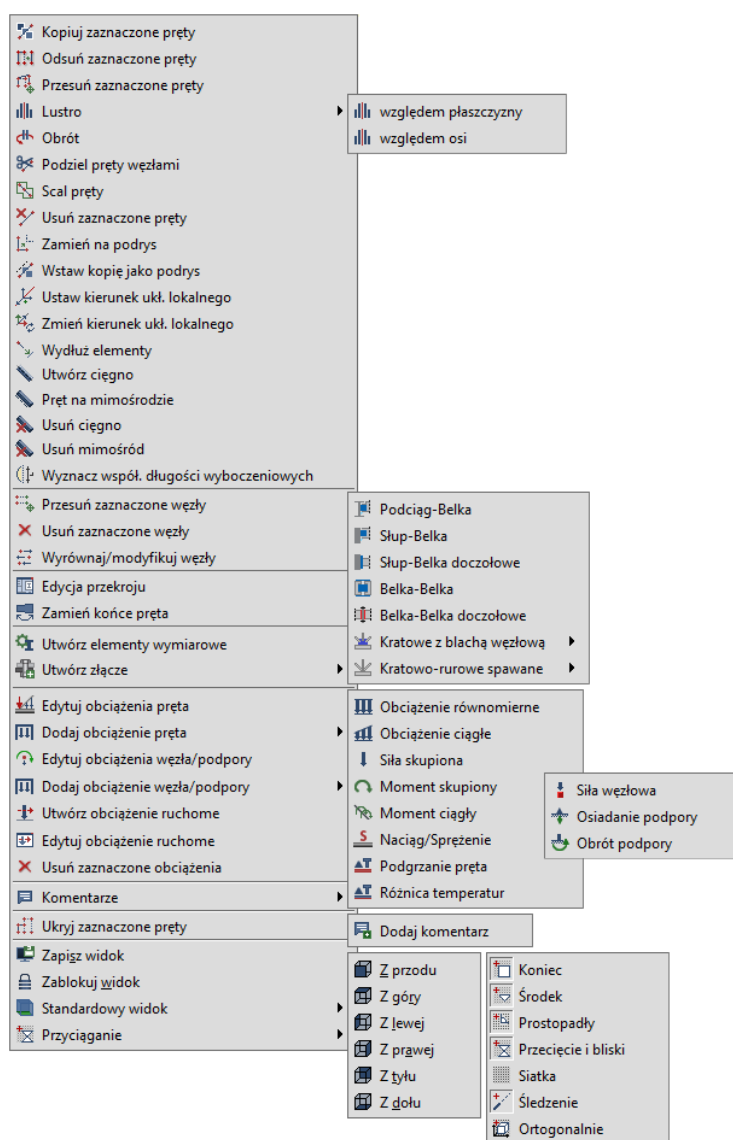 Kopiuj zaznaczone pręty
Odsuń zaznaczone pręty
Przesuń zaznaczone pręty
Lustro
względem płaszczyzny
względem osi
Obrót
Podziel pręty węzłami
Scal pręty
Usuń zaznaczone pręty
Zamień na podrys
Wstaw kopię jako podrys
Ustaw kierunek ukł. lokalnego
Zmień kierunek ukł. lokalnego
Wydłuż elementy
Utwórz cięgno
Pręt na mimośrodzie
Usuń cięgno
Usuń mimośród
Wyznacz współ. długości wyboczeniowych
Przesuń zaznaczone węzły
Usuń zaznaczone węzły
Wyrównaj/modyfikuj węzły
Edycja przekroju
Zamień końce pręta
Utwórz elementy wymiarowe
Utwórz złącze
Podciąg-Belka
Słup-Belka
Słup-Belka doczołowe
Belka-Belka
Belka-Belka doczołowe
Kratowe z blachą węzłową
Kratowo-rurowe spawane
Edytuj obciążenia pręta
Dodaj obciążenie pręta
Edytuj obciążenia węzła/podpory
Dodaj obciążenie węzła/podpory
Utwórz obciążenie ruchome
Edytuj obciążenie ruchome
Usuń zaznaczone obciążenia
Obciążenie równomierne
Obciążenie ciągłe
Siła skupiona
Moment skupiony
Moment ciągły
Naciąg/Sprężenie
Podgrzanie pręta
Różnica temperatur
Siła węzłowa
Osiadanie podpory
Obrót podpory
Komentarze
Dodaj komentarz
Ukryj zaznaczone pręty
Zapisz widok
Zablokuj widok
Standardowy widok
Przyciąganie
Z przodu
Z góry
Z lewej
Z prawej
Z tyłu
Z dołu
Koniec
Środek
Prostopadły
Przecięcie i bliski
Siatka
Śledzenie
Ortogonalnie